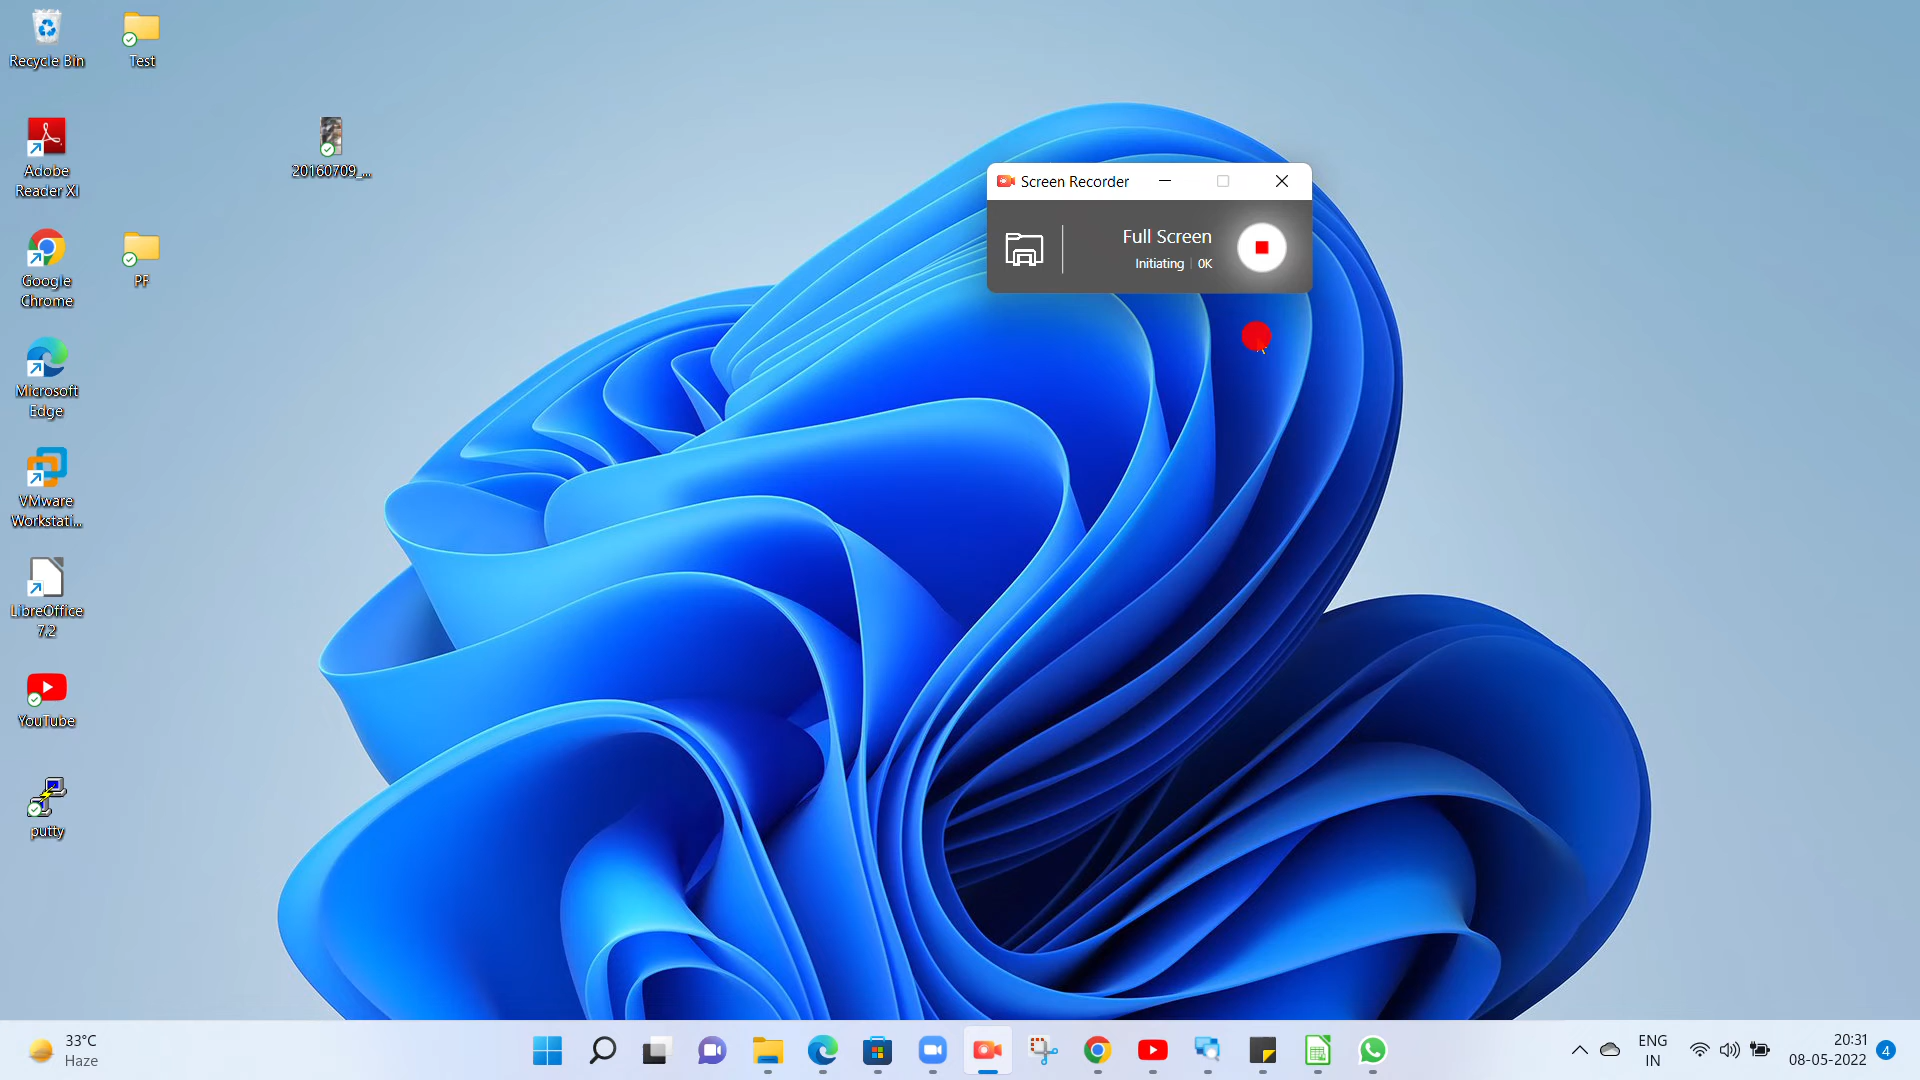 Recycle Bin
Test
Adobe
Reader XI
20160709_...
Google
Chrome
PF
Microsoft
Edge
VMware
Workstati...
LibreOffice
7.2
YouTube
putty
Screen Recorder
Full Screen
Initiating | 0K
33°C
Haze
ENG
IN
20:31
08-05-2022
4